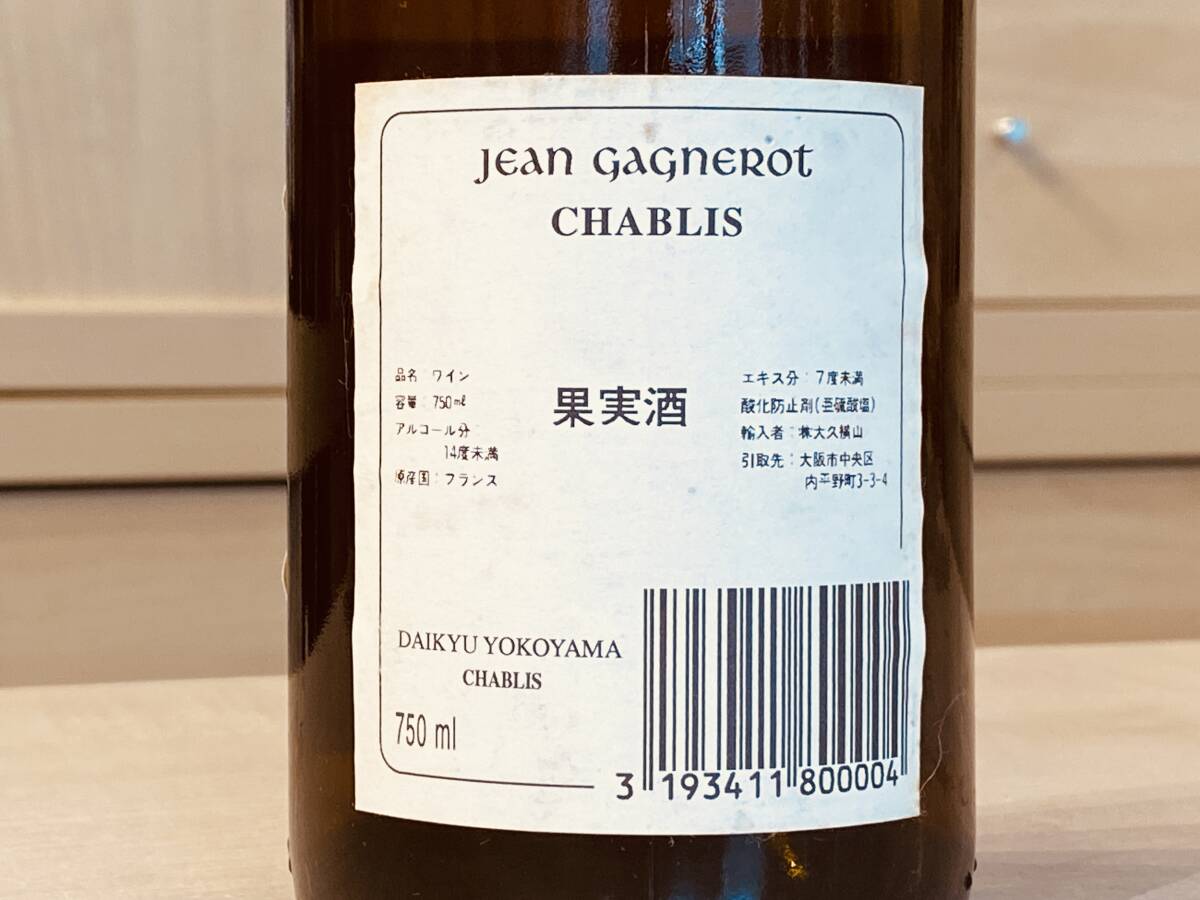 Jean Gagnerot
CHABLIS
品名 ワイン
容量 : 750ml
アルコール分 :
14度未満
原産国 : フランス
果実酒
エキス分 : 7度未満
酸化防止剤(亜硫酸塩)
輸入者 : 株大久横山
引取先 : 大阪市中央区
内平野町3-3-4
DAIKYU YOKOYAMA
CHABLIS
750 ml
3 193411 800004